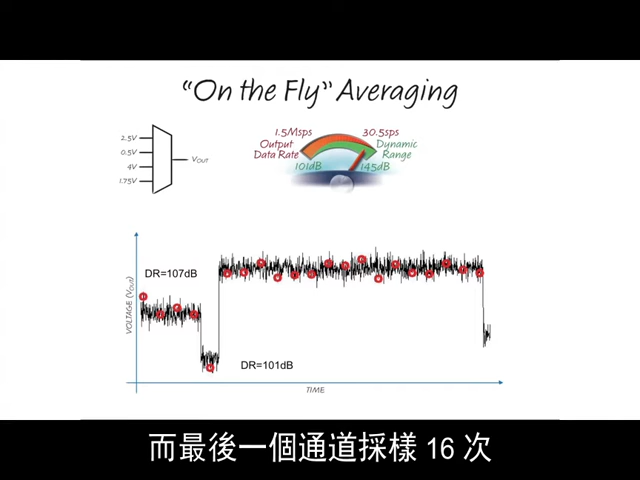 “On the Fly” Averaging
2.5V
0.5V
4V
1.75V
VOUT
1.5Msps
30.5sps
Output
Data Rate
Dynamic
Range
101dB
145dB
DR=107dB
DR=101dB
VOLTAGE (VOUT)
TIME
而最後一個通道採樣 16 次